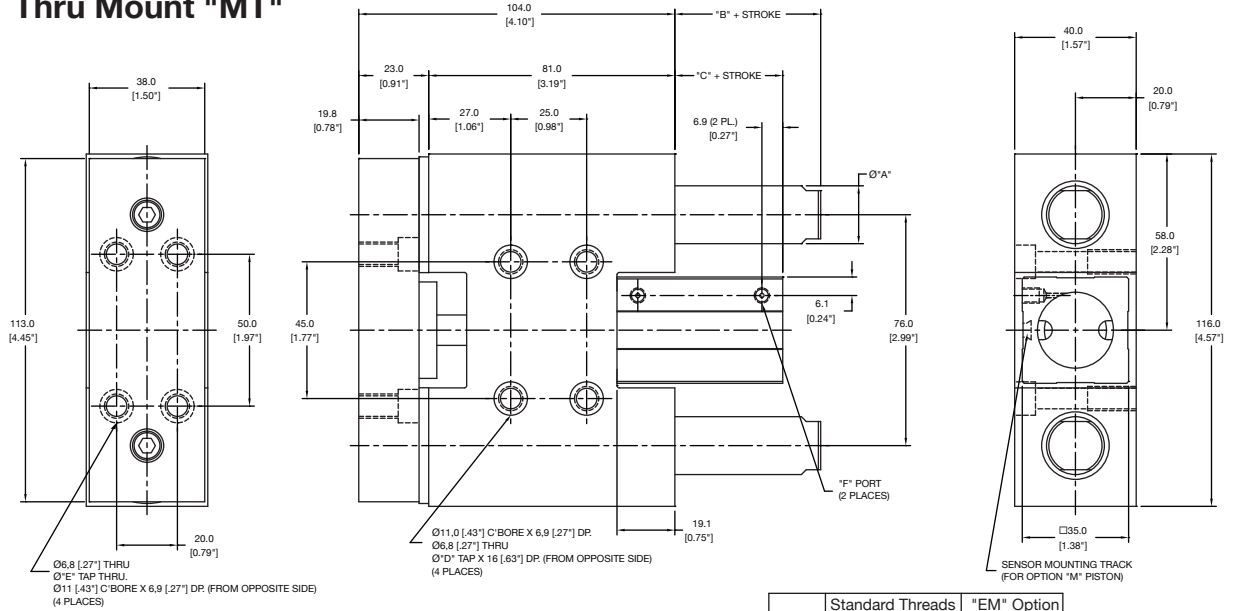 Thru Mount "MT"
104.0
[4.10"]
"B" + STROKE
40.0
[1.57"]
38.0
[1.50"]
23.0
[0.91"]
81.0
[3.19"]
"C" + STROKE
20.0
[0.79"]
19.8
[0.78"]
27.0
[1.06"]
25.0
[0.98"]
6.9 (2 PL.)
[0.27"]
Ø"A"
113.0
[4.45"]
50.0
[1.97"]
45.0
[1.77"]
6.1
[0.24"]
76.0
[2.99"]
58.0
[2.28"]
116.0
[4.57"]
"F" PORT
(2 PLACES)
20.0
[0.79"]
19.1
[0.75"]
□35.0
[1.38"]
Ø6,8 [.27"] THRU
Ø"E" TAP THRU.
Ø11 [.43"] C'BORE X 6,9 [.27"] DP. (FROM OPPOSITE SIDE)
(4 PLACES)
Ø11,0 [.43"] C'BORE X 6,9 [.27"] DP.
Ø6,8 [.27"] THRU
Ø"D" TAP X 16 [.63"] DP. (FROM OPPOSITE SIDE)
(4 PLACES)
SENSOR MOUNTING TRACK
(FOR OPTION "M" PISTON)
Standard Threads "EM" Option